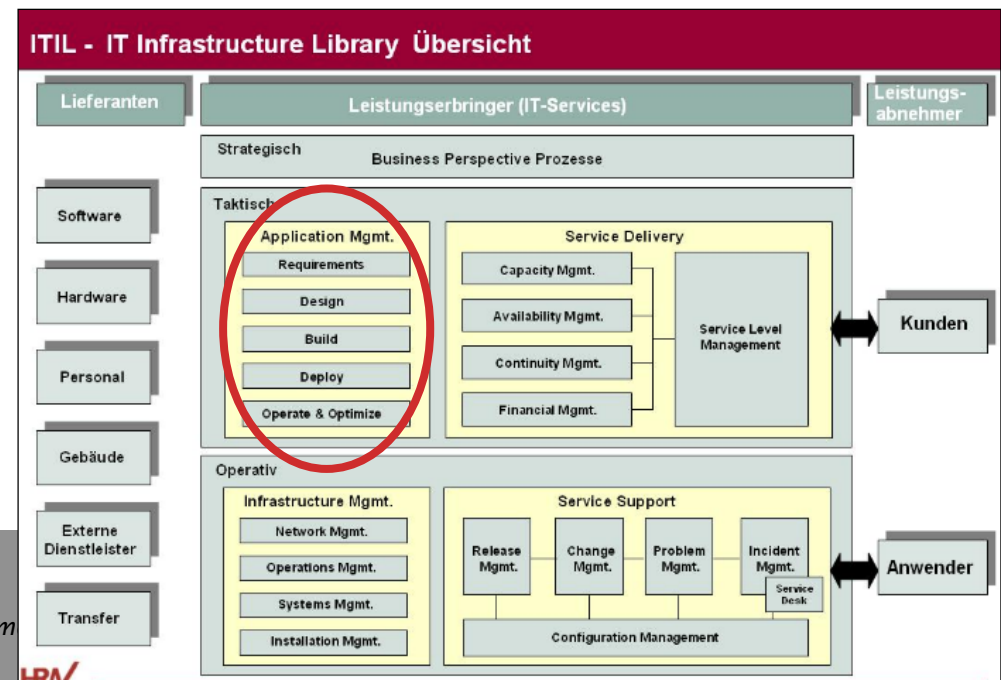 ITIL - IT Infrastructure Library Übersicht
Lieferanten
Leistungserbringer (IT-Services)
Leistungs-
abnehmer
Strategisch
Business Perspective Prozesse
Software
Hardware
Personal
Gebäude
Externe
Dienstleister
Transfer
Taktisch
Application Mgmt.
Requirements
Design
Build
Deploy
Operate & Optimize
Service Delivery
Capacity Mgmt.
Availability Mgmt.
Continuity Mgmt.
Financial Mgmt.
Service Level
Management
Kunden
Operativ
Infrastructure Mgmt.
Network Mgmt.
Operations Mgmt.
Systems Mgmt.
Installation Mgmt.
Service Support
Release
Mgmt.
Change
Mgmt.
Problem
Mgmt.
Incident
Mgmt.
Service
Desk
Configuration Management
Anwender